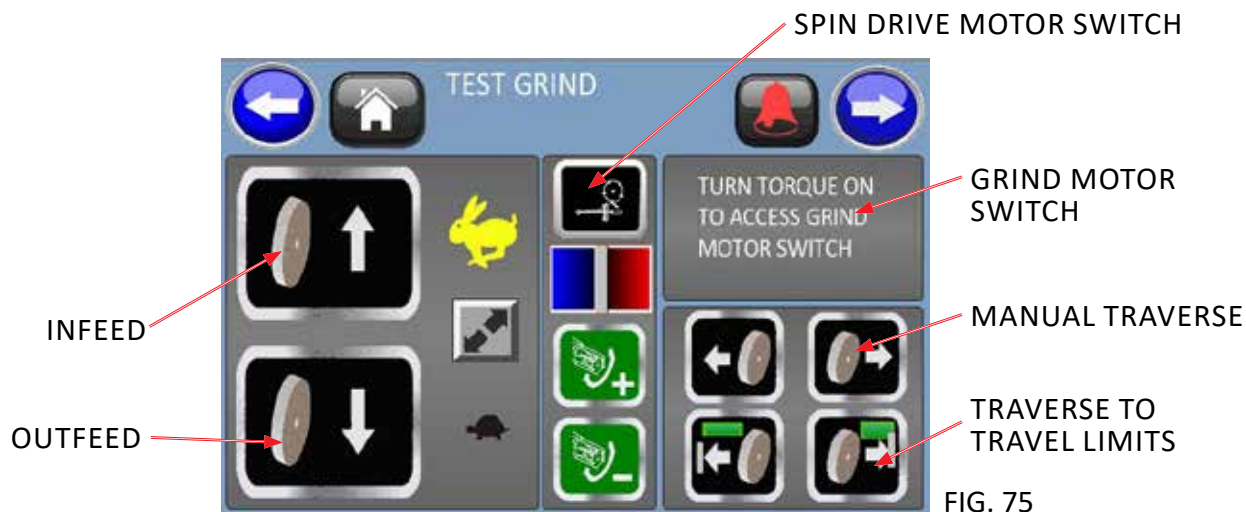 SPIN DRIVE MOTOR SWITCH
TEST GRIND
TURN TORQUE ON
TO ACCESS GRIND
MOTOR SWITCH
GRIND MOTOR
SWITCH
INFEED
MANUAL TRAVERSE
OUTFEED
TRAVERSE TO
TRAVEL LIMITS
FIG. 75